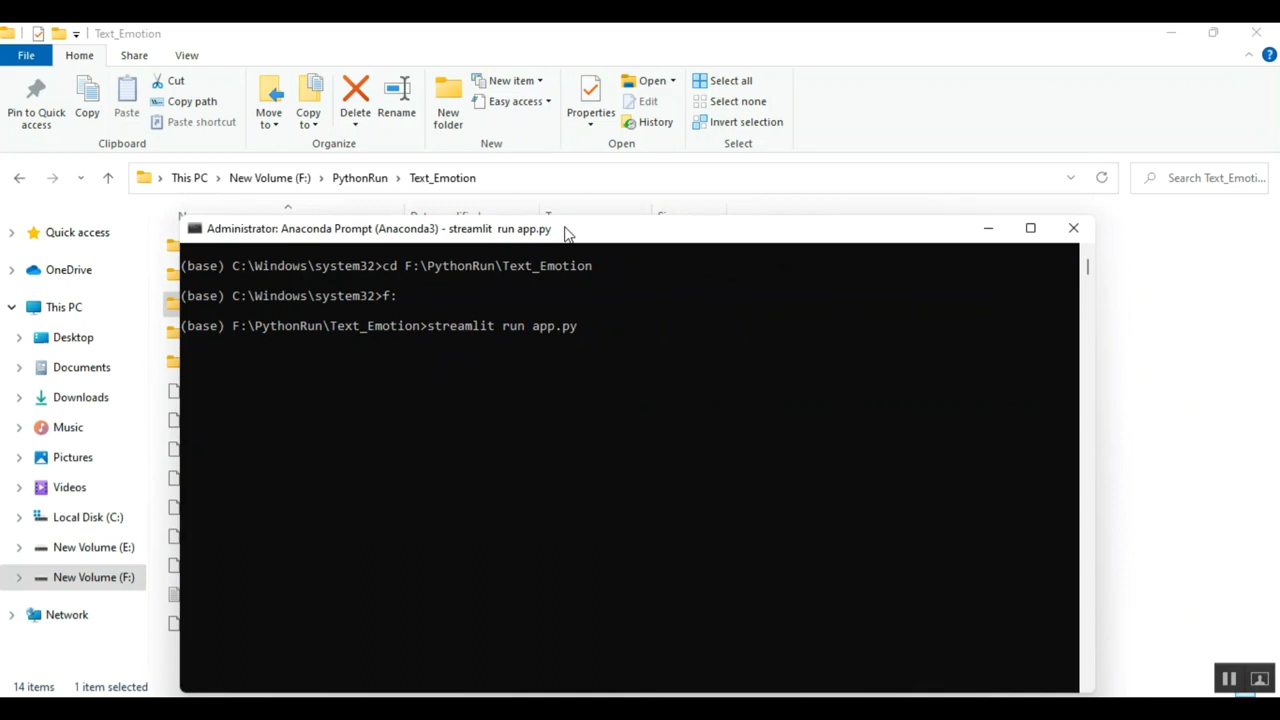 Text_Emotion
File
Home
Share
View
Pin to Quick
access
Copy
Paste
Cut
Copy path
Paste shortcut
Clipboard
Move
to
Copy
to
Delete
Rename
Organize
New
folder
New item
Easy access
New
Properties
Open
Edit
History
Open
Select all
Select none
Invert selection
Select
This PC > New Volume (F:) > PythonRun > Text_Emotion
Search Text_Emoti...
Quick access
OneDrive
This PC
Desktop
Documents
Downloads
Music
Pictures
Videos
Local Disk (C:)
New Volume (E:)
New Volume (F:)
Network
14 items 1 item selected
Administrator: Anaconda Prompt (Anaconda3) - streamlit run app.py
(base) C:\Windows\system32>cd F:\PythonRun\Text_Emotion
(base) C:\Windows\system32>f:
(base) F:\PythonRun\Text_Emotion>streamlit run app.py